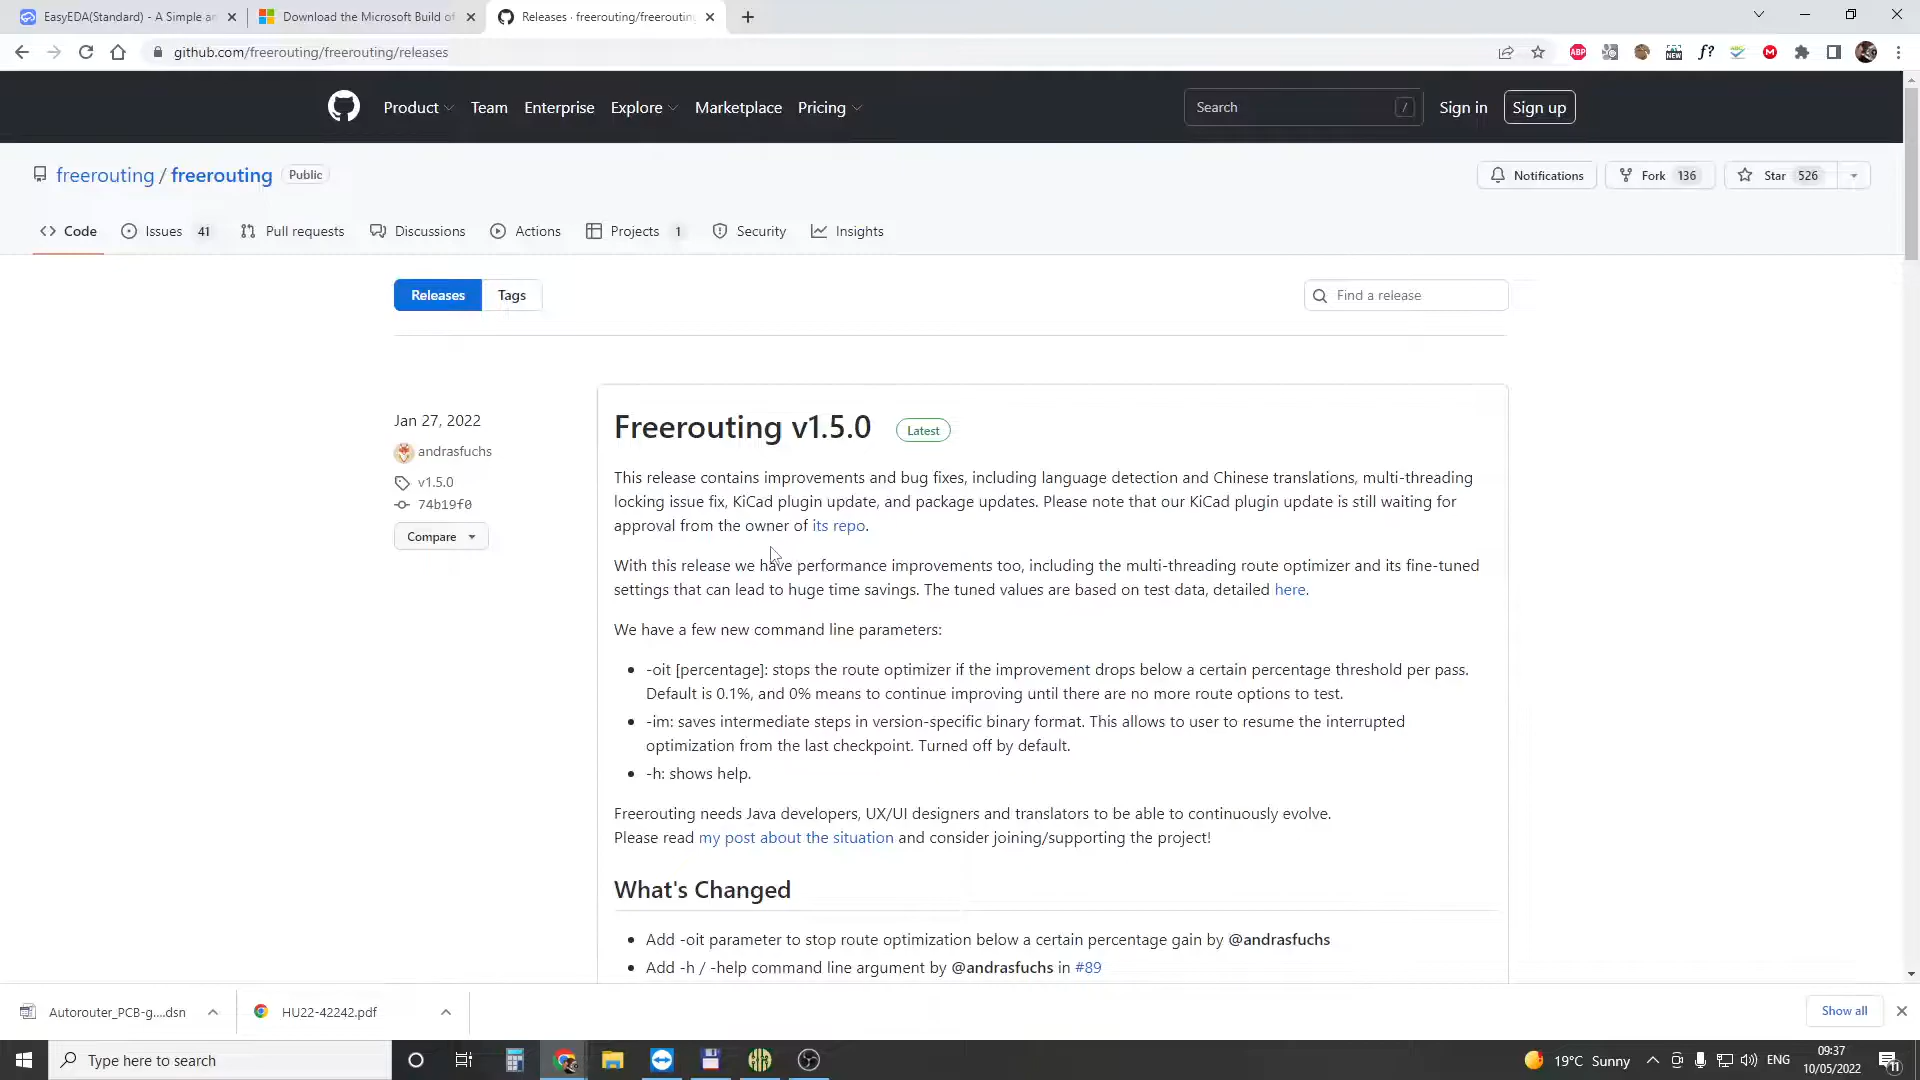 EasyEDA(Standard) - A Simple an
Download the Microsoft Build of
Releases · freerouting/freerouting
github.com/freerouting/freerouting/releases
ABP
NEW
f?
Product
Team
Enterprise
Explore
Marketplace
Pricing
Search
/
Sign in
Sign up
freerouting / freerouting
Public
Notifications
Fork 136
Star 526
Code
Issues 41
Pull requests
Discussions
Actions
Projects 1
Security
Insights
Releases
Tags
Find a release
Jan 27, 2022
andrasfuchs
v1.5.0
74b19f0
Compare
Freerouting v1.5.0
Latest
This release contains improvements and bug fixes, including language detection and Chinese translations, multi-threading
locking issue fix, KiCad plugin update, and package updates. Please note that our KiCad plugin update is still waiting for
approval from the owner of its repo.
With this release we have performance improvements too, including the multi-threading route optimizer and its fine-tuned
settings that can lead to huge time savings. The tuned values are based on test data, detailed here.
We have a few new command line parameters:
-oit [percentage]: stops the route optimizer if the improvement drops below a certain percentage threshold per pass.
Default is 0.1%, and 0% means to continue improving until there are no more route options to test.
-im: saves intermediate steps in version-specific binary format. This allows to user to resume the interrupted
optimization from the last checkpoint. Turned off by default.
-h: shows help.
Freerouting needs Java developers, UX/UI designers and translators to be able to continuously evolve.
Please read my post about the situation and consider joining/supporting the project!
What's Changed
Add -oit parameter to stop route optimization below a certain percentage gain by @andrasfuchs
Add -h / -help command line argument by @andrasfuchs in #89
Autorouter_PCB-g....dsn
HU22-42242.pdf
Show all
Type here to search
19°C Sunny
ENG
09:37
10/05/2022
11